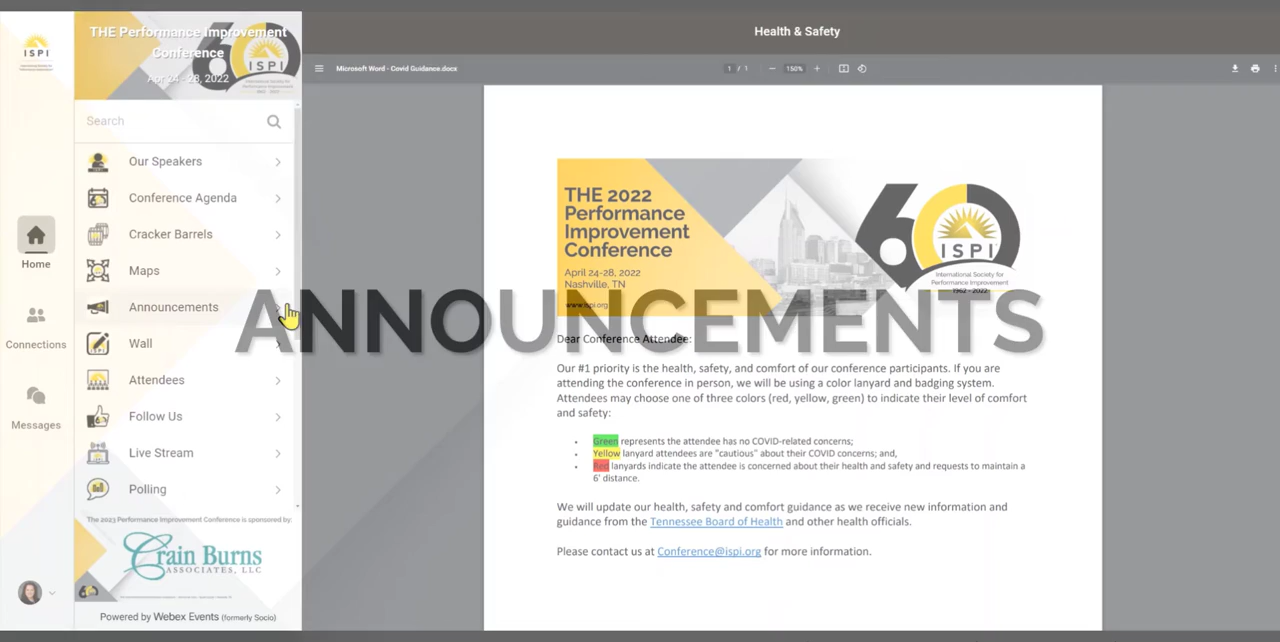 THE Performance Improvement
Conference
Apr 24 - 28, 2022
ISPI
Search
Our Speakers
Conference Agenda
Cracker Barrels
Maps
Announcements
Wall
Attendees
Follow Us
Live Stream
Polling
Home
Connections
Messages
The 2023 Performance Improvement Conference is sponsored by:
Crain Burns
ASSOCIATES, LLC
Powered by Webex Events (formerly Socio)
Health & Safety
Microsoft Word - Covid Guidance.docx
1 / 1
150%
THE 2022
Performance
Improvement
Conference
April 24-28, 2022
Nashville, TN
www.ispi.org
60
ISPI
International Society for
Performance Improvement
1962 - 2022
ANNOUNCEMENTS
Dear Conference Attendee:
Our #1 priority is the health, safety, and comfort of our conference participants. If you are
attending the conference in person, we will be using a color lanyard and badging system.
Attendees may choose one of three colors (red, yellow, green) to indicate their level of comfort
and safety:
• Green represents the attendee has no COVID-related concerns;
• Yellow lanyard attendees are "cautious" about their COVID concerns; and,
• Red lanyards indicate the attendee is concerned about their health and safety and requests to maintain a
6' distance.
We will update our health, safety and comfort guidance as we receive new information and
guidance from the Tennessee Board of Health and other health officials.
Please contact us at Conference@ispi.org for more information.